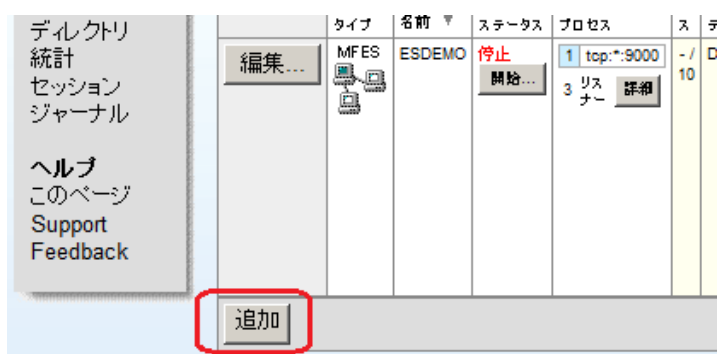 ディレクトリ
統計
セッション
ジャーナル
ヘルプ
このページ
Support
Feedback
タイプ 名前 ▼ ステータス プロセス ス
編集... MFES ESDEMO 停止 1 tcp:*:9000 - / D
開始... 3 リス 詳細 10
ナー
追加